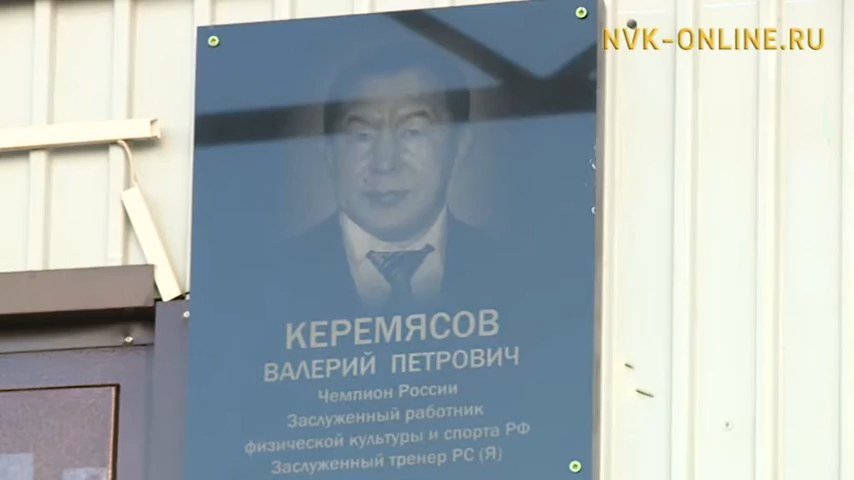 NVK-ONLINE.RU
КЕРЕМЯСОВ
ВАЛЕРИЙ ПЕТРОВИЧ
Чемпион России
Заслуженный работник
физической культуры и спорта РФ
Заслуженный тренер РС (Я)